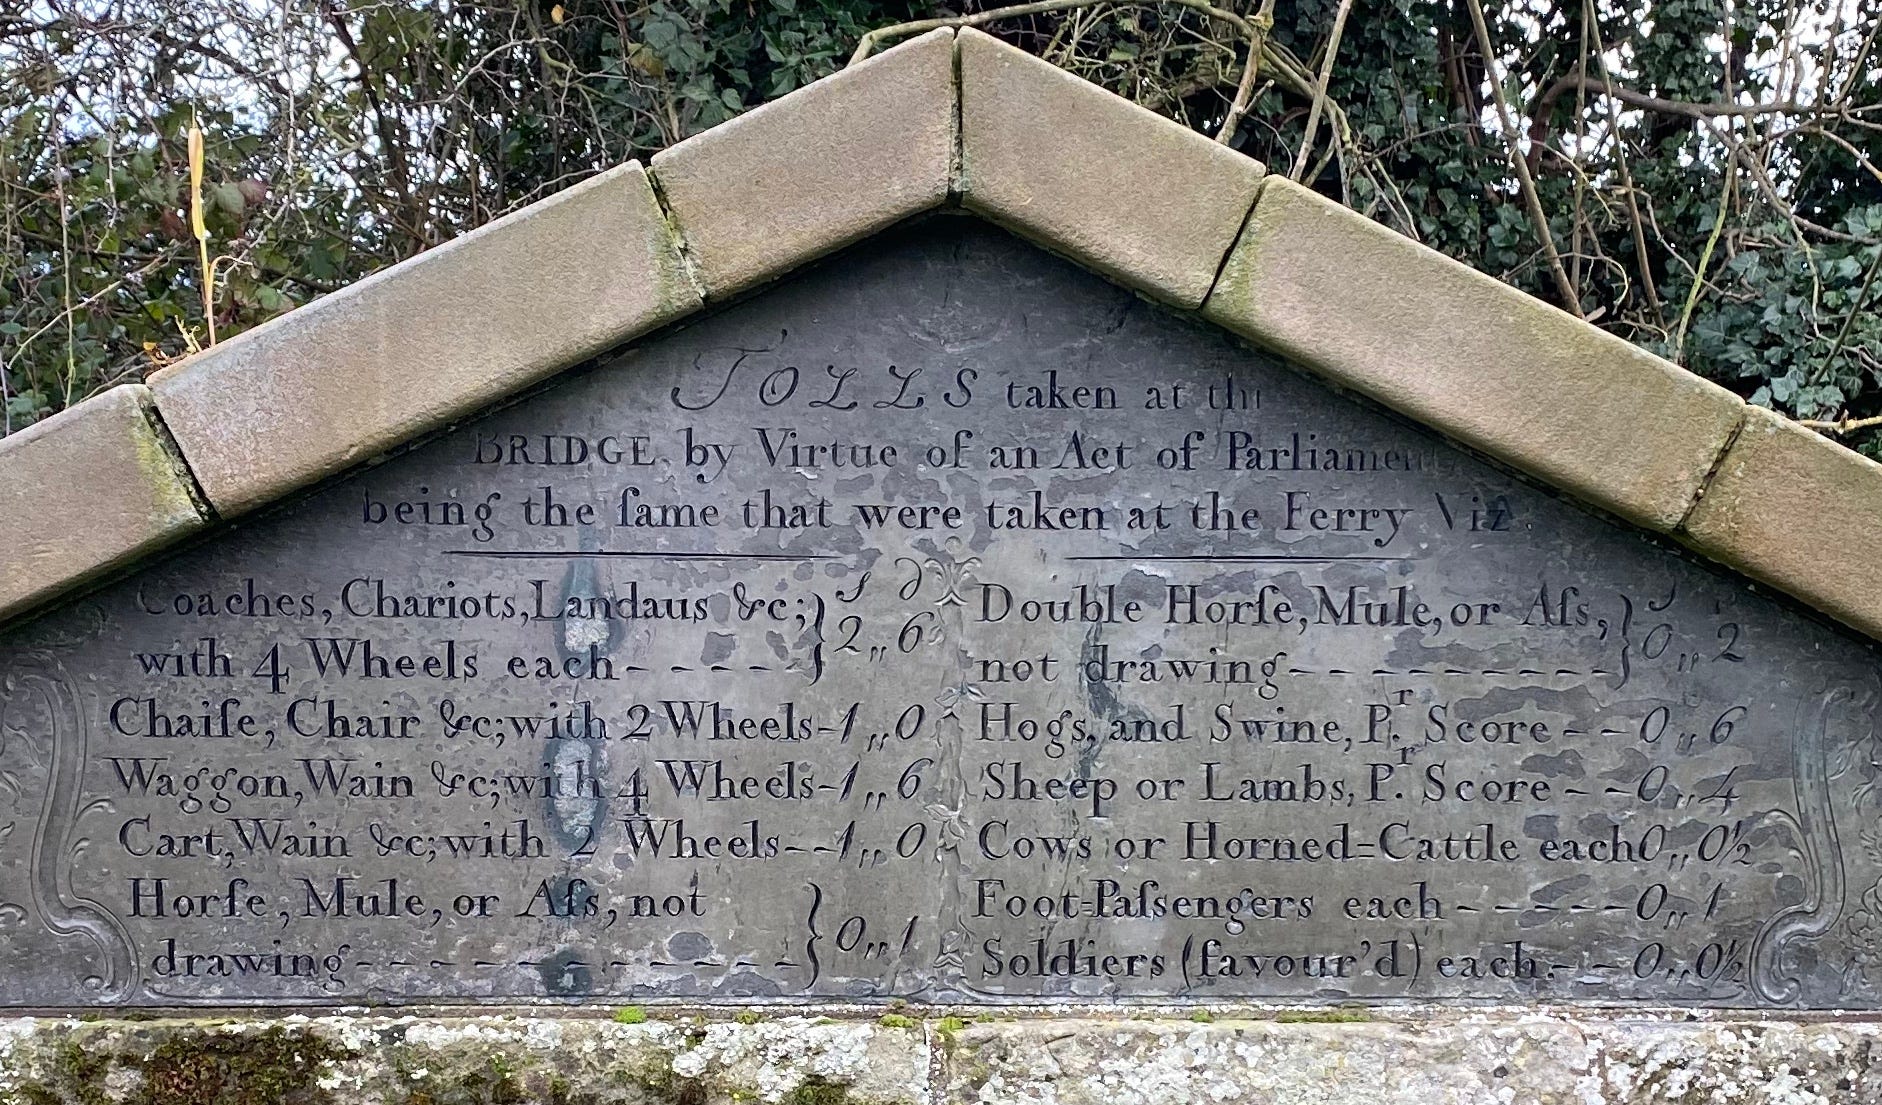 TOLLS taken at the
BRIDGE, by Virtue of an Act of Parliament
being the ſame that were taken at the Ferry Viz.
Coaches, Chariots, Landaus &c;
with 4 Wheels each - - - - - } S D 2,,6
Chaiſe, Chair &c; with 2 Wheels - 1,,0
Waggon, Wain &c; with 4 Wheels - 1,,6
Cart, Wain &c; with 2 Wheels - - 1,,0
Horſe, Mule, or Aſs, not
drawing - - - - - - - - - - - } 0,,1
Double Horſe, Mule, or Aſs,
not drawing - - - - - - - - - } S 0,,2
Hogs, and Swine, P.r Score - - 0,,6
Sheep or Lambs, P.r Score - - 0,,4
Cows or Horned=Cattle each 0,,0½
Foot=Paſsengers each - - - - - 0,,1
Soldiers (favour'd) each. - - 0,,0½